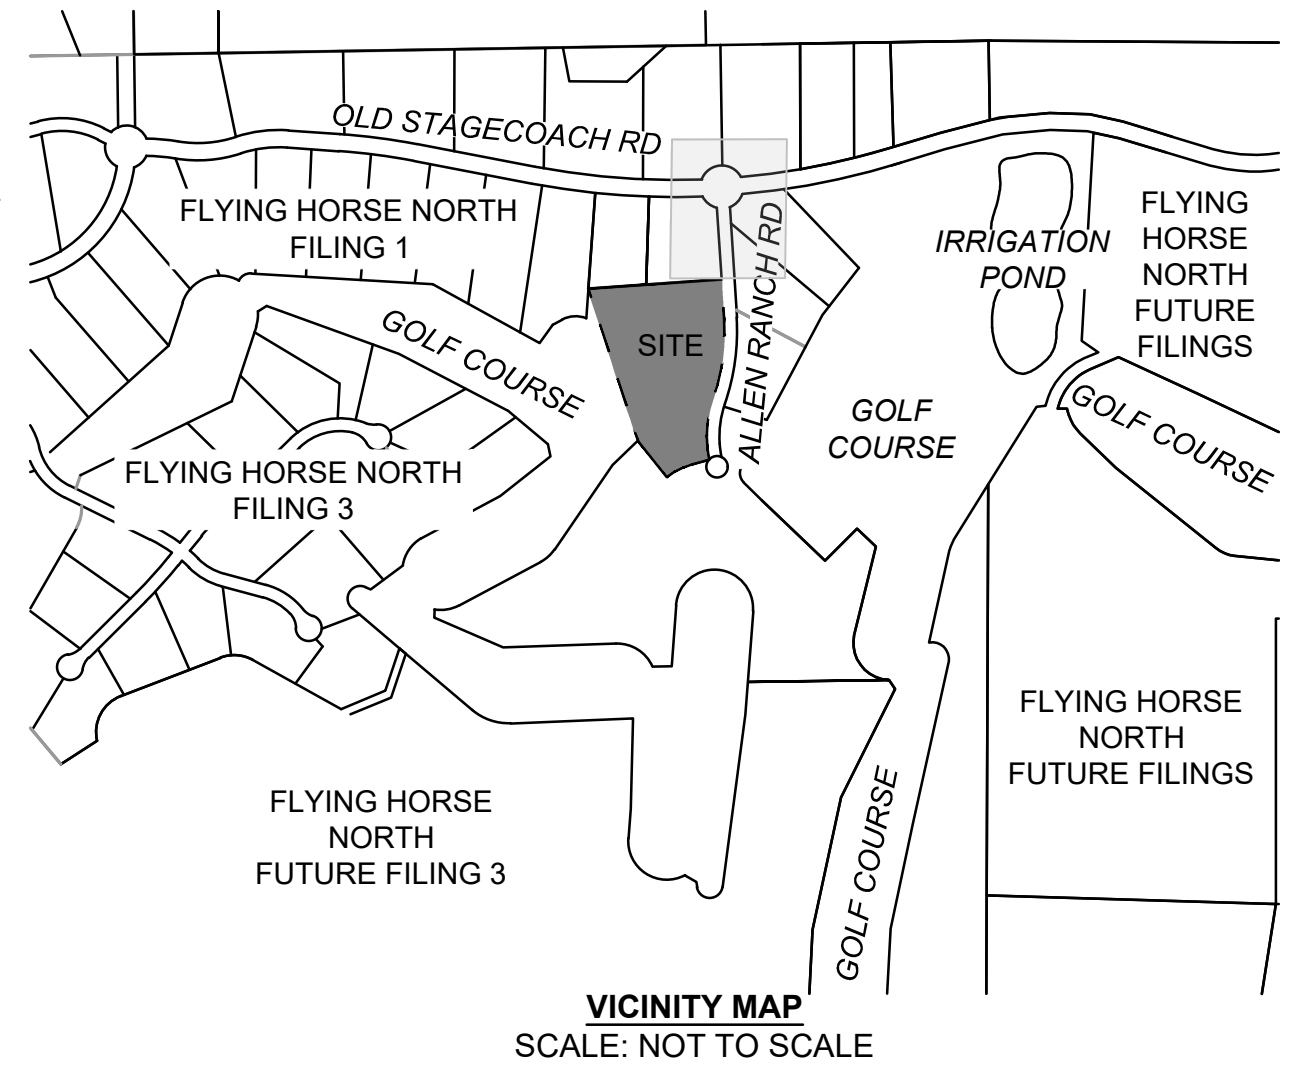 OLD STAGECOACH RD
FLYING HORSE NORTH
FILING 1
ALLEN RANCH RD
IRRIGATION
POND
FLYING
HORSE
NORTH
FUTURE
FILINGS
GOLF COURSE
SITE
GOLF
COURSE
GOLF COURSE
FLYING HORSE NORTH
FILING 3
FLYING HORSE
NORTH
FUTURE FILINGS
FLYING HORSE
NORTH
FUTURE FILING 3
GOLF COURSE
VICINITY MAP
SCALE: NOT TO SCALE